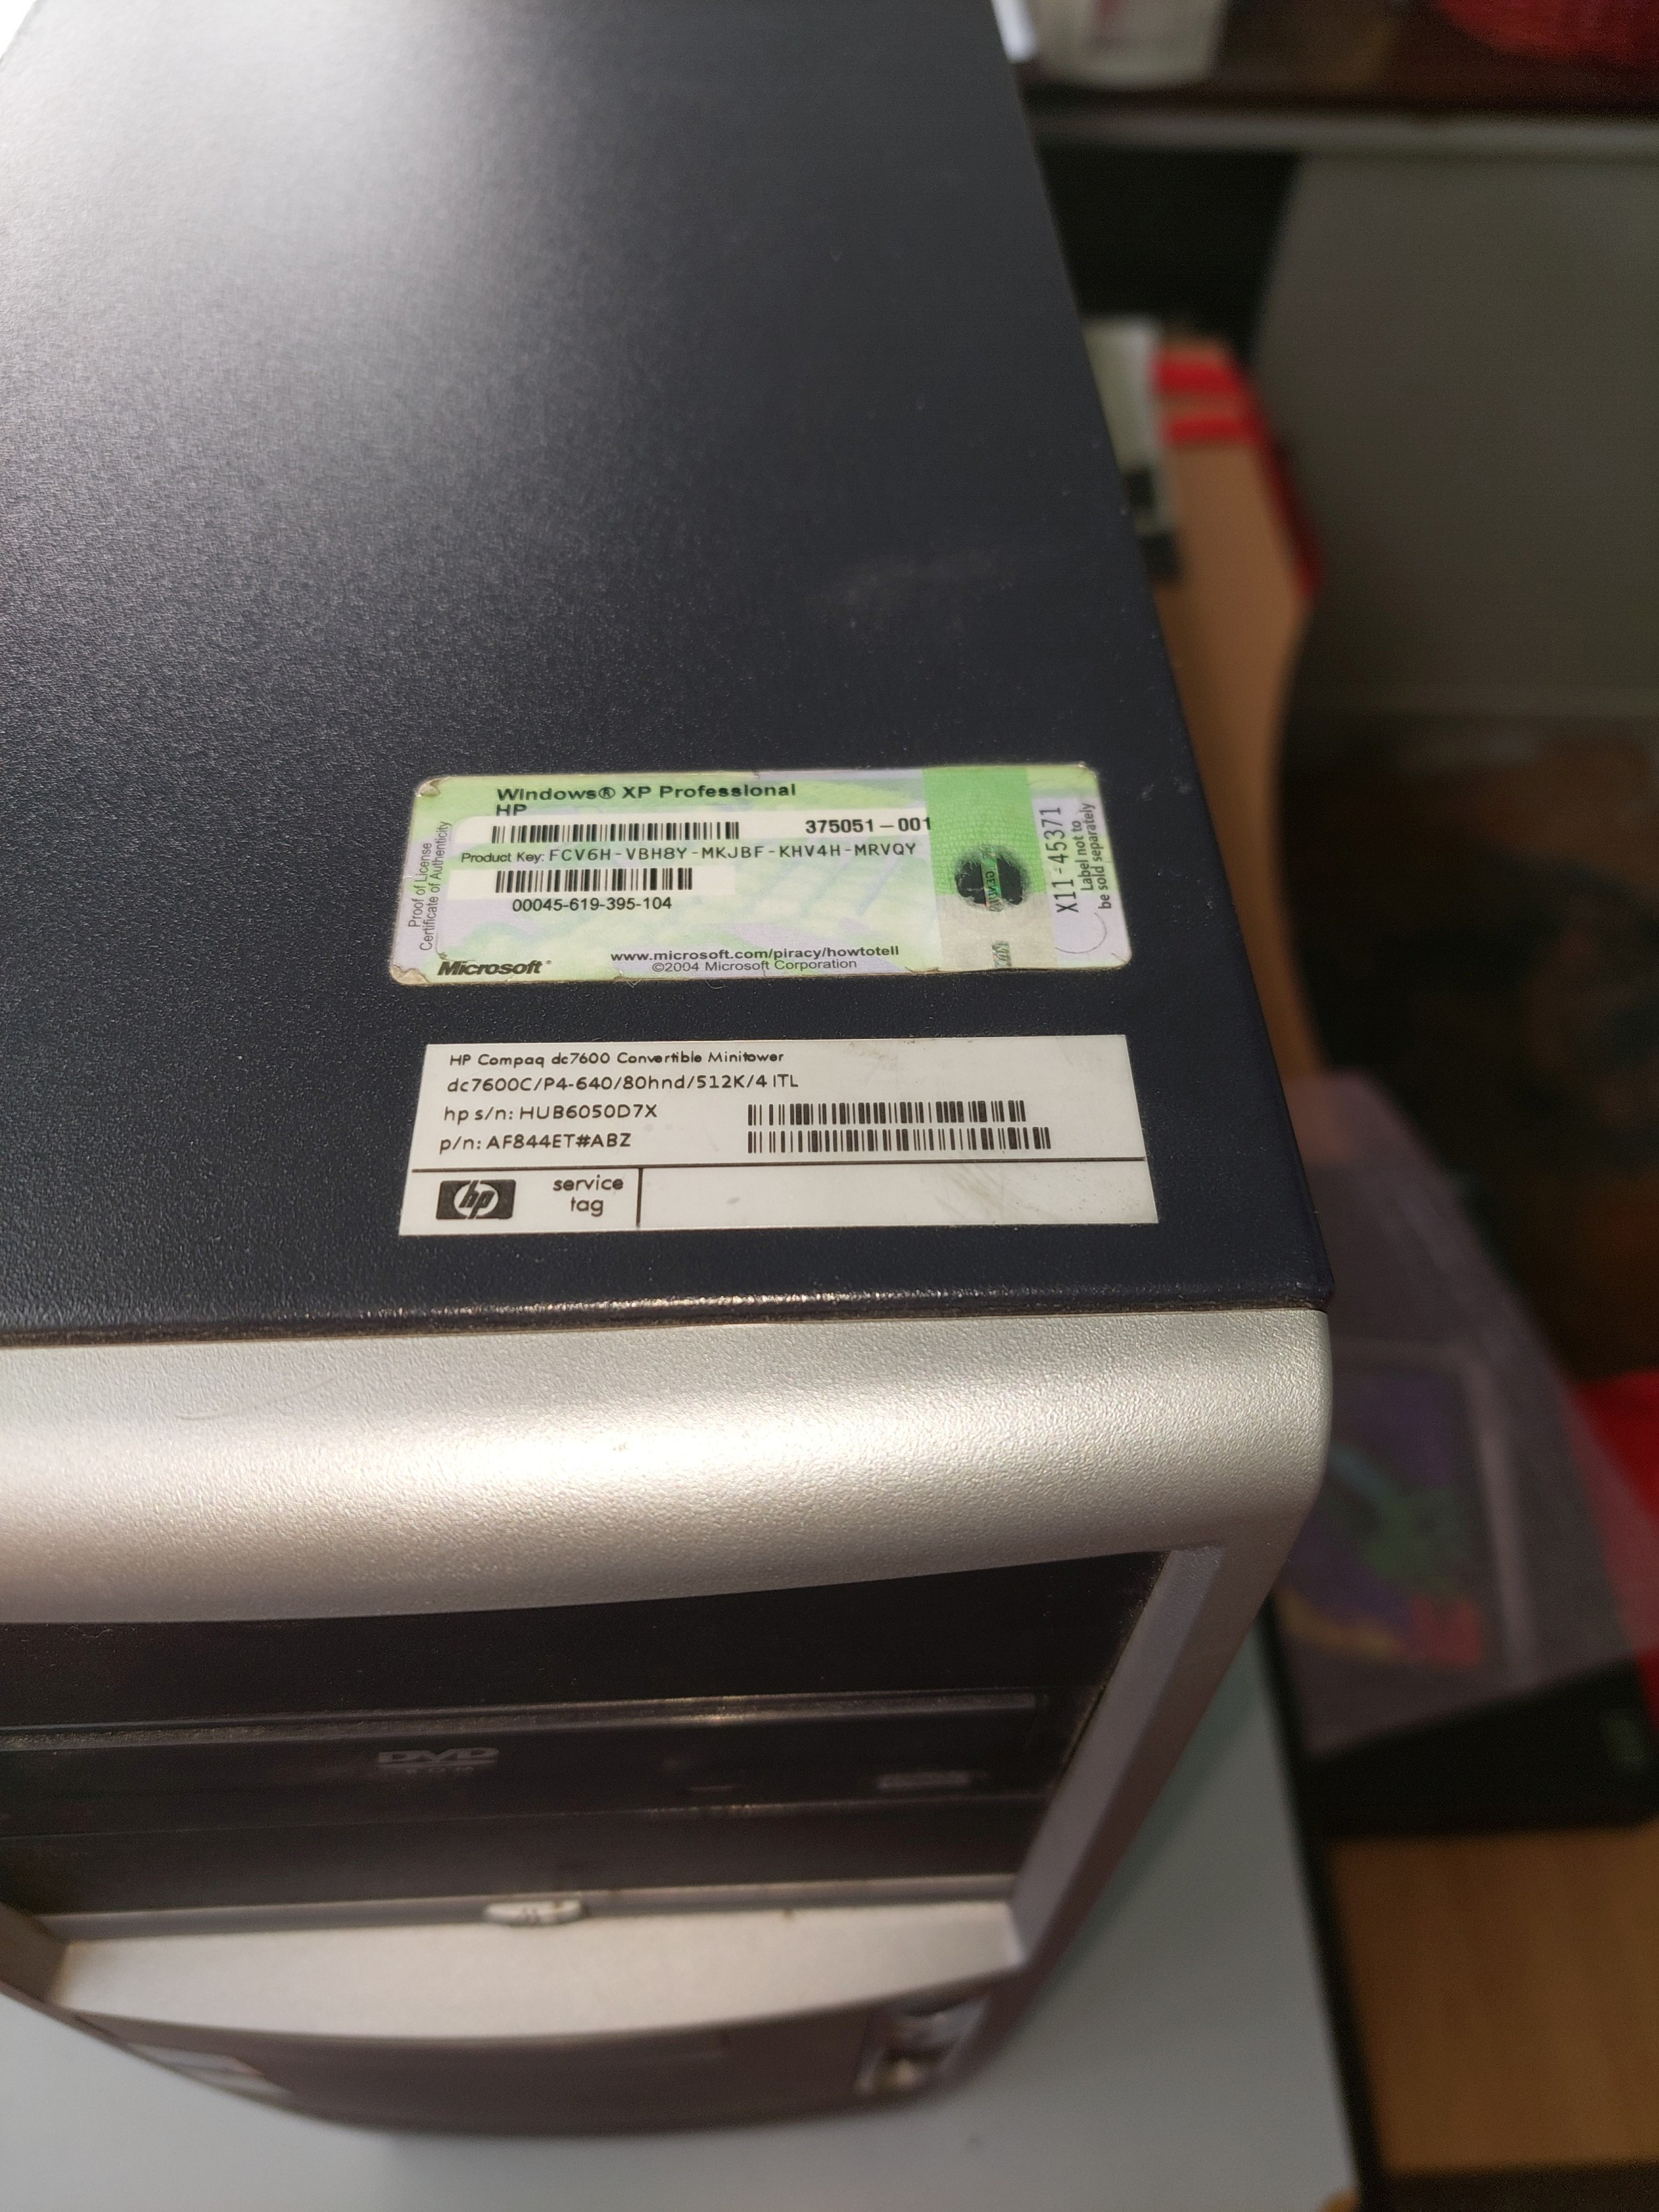 Windows® XP Professional
HP
375051-001
Product Key: FCV6H-VBH8Y-MKJBF-KHV4H-MRVQY
00045-619-395-104
www.microsoft.com/piracy/howtotell
©2004 Microsoft Corporation
Microsoft®
Proof of License
Certificate of Authenticity
X11-45371
Label not to
be sold separately
HP Compaq dc7600 Convertible Minitower
dc7600C/P4-640/80hnd/512K/4 ITL
hp s/n: HUB6050D7X
p/n: AF844ET#ABZ
hp
service
tag
DVD
ROM